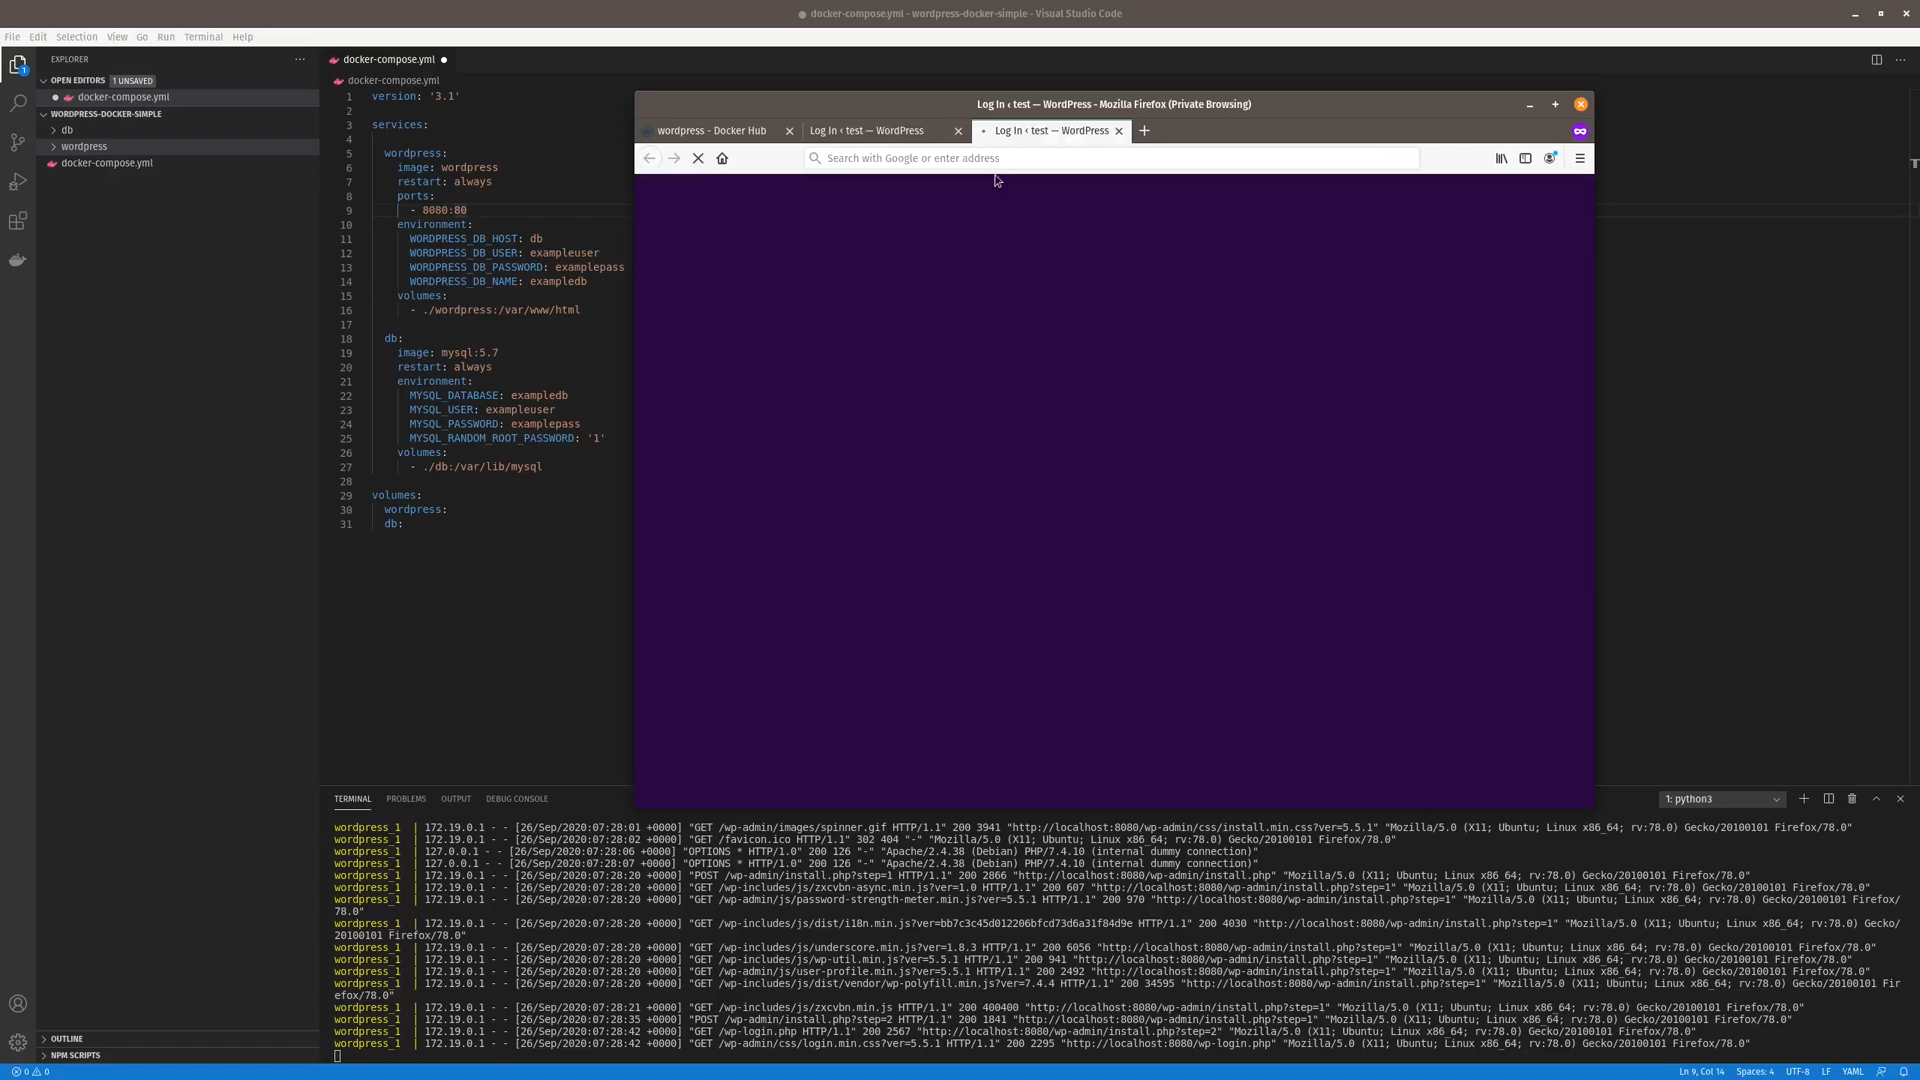 docker-compose.yml - wordpress-docker-simple - Visual Studio Code
File Edit Selection View Go Run Terminal Help
EXPLORER
OPEN EDITORS 1 UNSAVED
docker-compose.yml
WORDPRESS-DOCKER-SIMPLE
db
wordpress
docker-compose.yml
OUTLINE
NPM SCRIPTS
1
docker-compose.yml
docker-compose.yml
1 version: '3.1'
2
3 services:
4
5 wordpress:
6 image: wordpress
7 restart: always
8 ports:
9 - 8080:80
10 environment:
11 WORDPRESS_DB_HOST: db
12 WORDPRESS_DB_USER: exampleuser
13 WORDPRESS_DB_PASSWORD: examplepass
14 WORDPRESS_DB_NAME: exampledb
15 volumes:
16 - ./wordpress:/var/www/html
17
18 db:
19 image: mysql:5.7
20 restart: always
21 environment:
22 MYSQL_DATABASE: exampledb
23 MYSQL_USER: exampleuser
24 MYSQL_PASSWORD: examplepass
25 MYSQL_RANDOM_ROOT_PASSWORD: '1'
26 volumes:
27 - ./db:/var/lib/mysql
28
29 volumes:
30 wordpress:
31 db:
Log In ‹ test — WordPress - Mozilla Firefox (Private Browsing)
wordpress - Docker Hub Log In ‹ test — WordPress Log In ‹ test — WordPress
Search with Google or enter address
TERMINAL PROBLEMS OUTPUT DEBUG CONSOLE 1: python3
wordpress_1 | 172.19.0.1 - - [26/Sep/2020:07:28:01 +0000] "GET /wp-admin/images/spinner.gif HTTP/1.1" 200 3941 "http://localhost:8080/wp-admin/css/install.min.css?ver=5.5.1" "Mozilla/5.0 (X11; Ubuntu; Linux x86_64; rv:78.0) Gecko/20100101 Firefox/78.0"
wordpress_1 | 172.19.0.1 - - [26/Sep/2020:07:28:02 +0000] "GET /favicon.ico HTTP/1.1" 302 404 "-" "Mozilla/5.0 (X11; Ubuntu; Linux x86_64; rv:78.0) Gecko/20100101 Firefox/78.0"
wordpress_1 | 127.0.0.1 - - [26/Sep/2020:07:28:06 +0000] "OPTIONS * HTTP/1.0" 200 126 "-" "Apache/2.4.38 (Debian) PHP/7.4.10 (internal dummy connection)"
wordpress_1 | 127.0.0.1 - - [26/Sep/2020:07:28:07 +0000] "OPTIONS * HTTP/1.0" 200 126 "-" "Apache/2.4.38 (Debian) PHP/7.4.10 (internal dummy connection)"
wordpress_1 | 172.19.0.1 - - [26/Sep/2020:07:28:20 +0000] "POST /wp-admin/install.php?step=1 HTTP/1.1" 200 2866 "http://localhost:8080/wp-admin/install.php" "Mozilla/5.0 (X11; Ubuntu; Linux x86_64; rv:78.0) Gecko/20100101 Firefox/78.0"
wordpress_1 | 172.19.0.1 - - [26/Sep/2020:07:28:20 +0000] "GET /wp-includes/js/zxcvbn-async.min.js?ver=1.0 HTTP/1.1" 200 607 "http://localhost:8080/wp-admin/install.php?step=1" "Mozilla/5.0 (X11; Ubuntu; Linux x86_64; rv:78.0) Gecko/20100101 Firefox/78.0"
wordpress_1 | 172.19.0.1 - - [26/Sep/2020:07:28:20 +0000] "GET /wp-admin/js/password-strength-meter.min.js?ver=5.5.1 HTTP/1.1" 200 970 "http://localhost:8080/wp-admin/install.php?step=1" "Mozilla/5.0 (X11; Ubuntu; Linux x86_64; rv:78.0) Gecko/20100101 Firefox/
78.0"
wordpress_1 | 172.19.0.1 - - [26/Sep/2020:07:28:20 +0000] "GET /wp-includes/js/dist/i18n.min.js?ver=bb7c3c45d012206bfcd73d6a31f84d9e HTTP/1.1" 200 4030 "http://localhost:8080/wp-admin/install.php?step=1" "Mozilla/5.0 (X11; Ubuntu; Linux x86_64; rv:78.0) Gecko/
20100101 Firefox/78.0"
wordpress_1 | 172.19.0.1 - - [26/Sep/2020:07:28:20 +0000] "GET /wp-includes/js/underscore.min.js?ver=1.8.3 HTTP/1.1" 200 6056 "http://localhost:8080/wp-admin/install.php?step=1" "Mozilla/5.0 (X11; Ubuntu; Linux x86_64; rv:78.0) Gecko/20100101 Firefox/78.0"
wordpress_1 | 172.19.0.1 - - [26/Sep/2020:07:28:20 +0000] "GET /wp-includes/js/wp-util.min.js?ver=5.5.1 HTTP/1.1" 200 941 "http://localhost:8080/wp-admin/install.php?step=1" "Mozilla/5.0 (X11; Ubuntu; Linux x86_64; rv:78.0) Gecko/20100101 Firefox/78.0"
wordpress_1 | 172.19.0.1 - - [26/Sep/2020:07:28:20 +0000] "GET /wp-admin/js/user-profile.min.js?ver=5.5.1 HTTP/1.1" 200 2492 "http://localhost:8080/wp-admin/install.php?step=1" "Mozilla/5.0 (X11; Ubuntu; Linux x86_64; rv:78.0) Gecko/20100101 Firefox/78.0"
wordpress_1 | 172.19.0.1 - - [26/Sep/2020:07:28:20 +0000] "GET /wp-includes/js/dist/vendor/wp-polyfill.min.js?ver=7.4.4 HTTP/1.1" 200 34595 "http://localhost:8080/wp-admin/install.php?step=1" "Mozilla/5.0 (X11; Ubuntu; Linux x86_64; rv:78.0) Gecko/20100101 Fir
efox/78.0"
wordpress_1 | 172.19.0.1 - - [26/Sep/2020:07:28:21 +0000] "GET /wp-includes/js/zxcvbn.min.js HTTP/1.1" 200 400400 "http://localhost:8080/wp-admin/install.php?step=1" "Mozilla/5.0 (X11; Ubuntu; Linux x86_64; rv:78.0) Gecko/20100101 Firefox/78.0"
wordpress_1 | 172.19.0.1 - - [26/Sep/2020:07:28:35 +0000] "POST /wp-admin/install.php?step=2 HTTP/1.1" 200 1841 "http://localhost:8080/wp-admin/install.php?step=1" "Mozilla/5.0 (X11; Ubuntu; Linux x86_64; rv:78.0) Gecko/20100101 Firefox/78.0"
wordpress_1 | 172.19.0.1 - - [26/Sep/2020:07:28:42 +0000] "GET /wp-login.php HTTP/1.1" 200 2567 "http://localhost:8080/wp-admin/install.php?step=2" "Mozilla/5.0 (X11; Ubuntu; Linux x86_64; rv:78.0) Gecko/20100101 Firefox/78.0"
wordpress_1 | 172.19.0.1 - - [26/Sep/2020:07:28:42 +0000] "GET /wp-admin/css/login.min.css?ver=5.5.1 HTTP/1.1" 200 2295 "http://localhost:8080/wp-login.php" "Mozilla/5.0 (X11; Ubuntu; Linux x86_64; rv:78.0) Gecko/20100101 Firefox/78.0"
0 0 Ln 9, Col 14 Spaces: 4 UTF-8 LF YAML